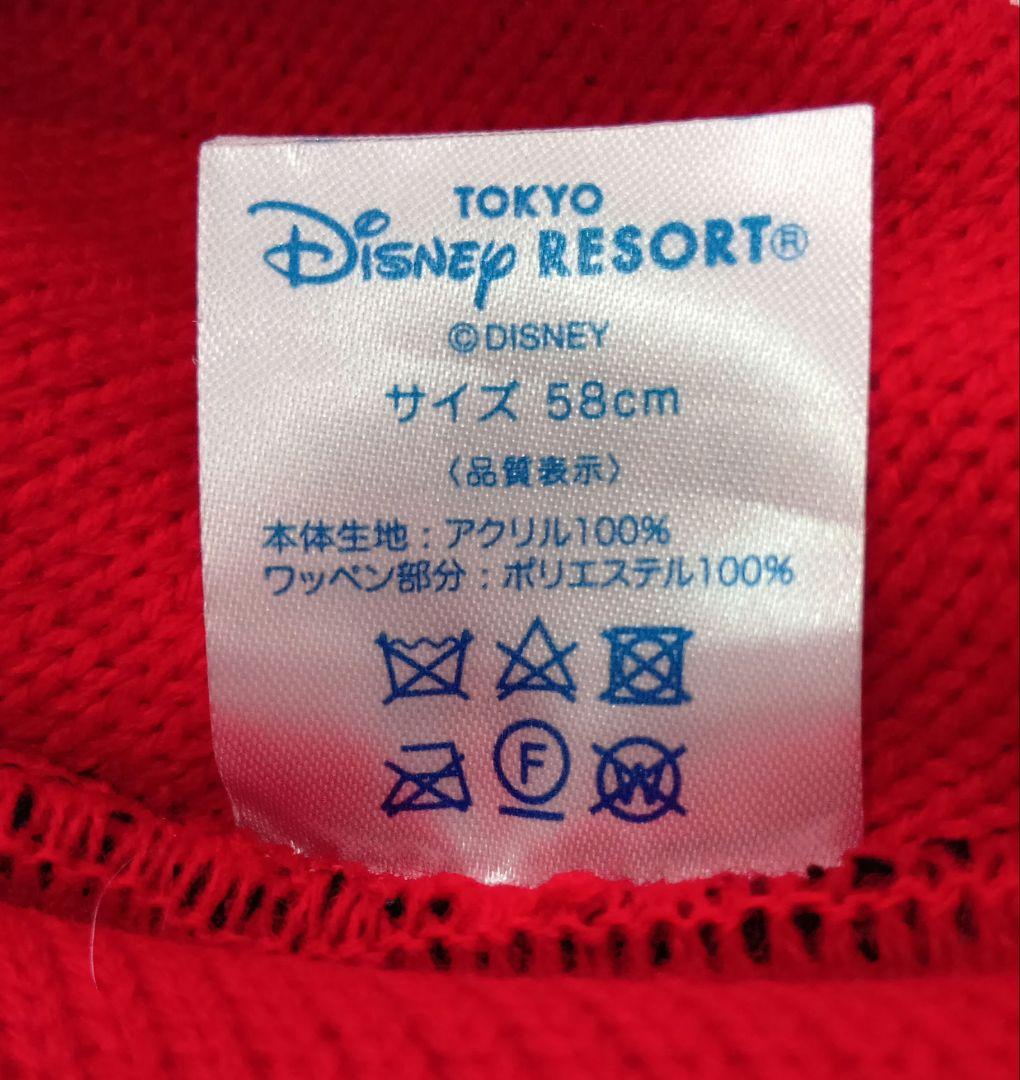 TOKYO
Disney RESORT®
©DISNEY
サイズ 58cm
〈品質表示〉
本体生地：アクリル100%
ワッペン部分：ポリエステル100%
F
W